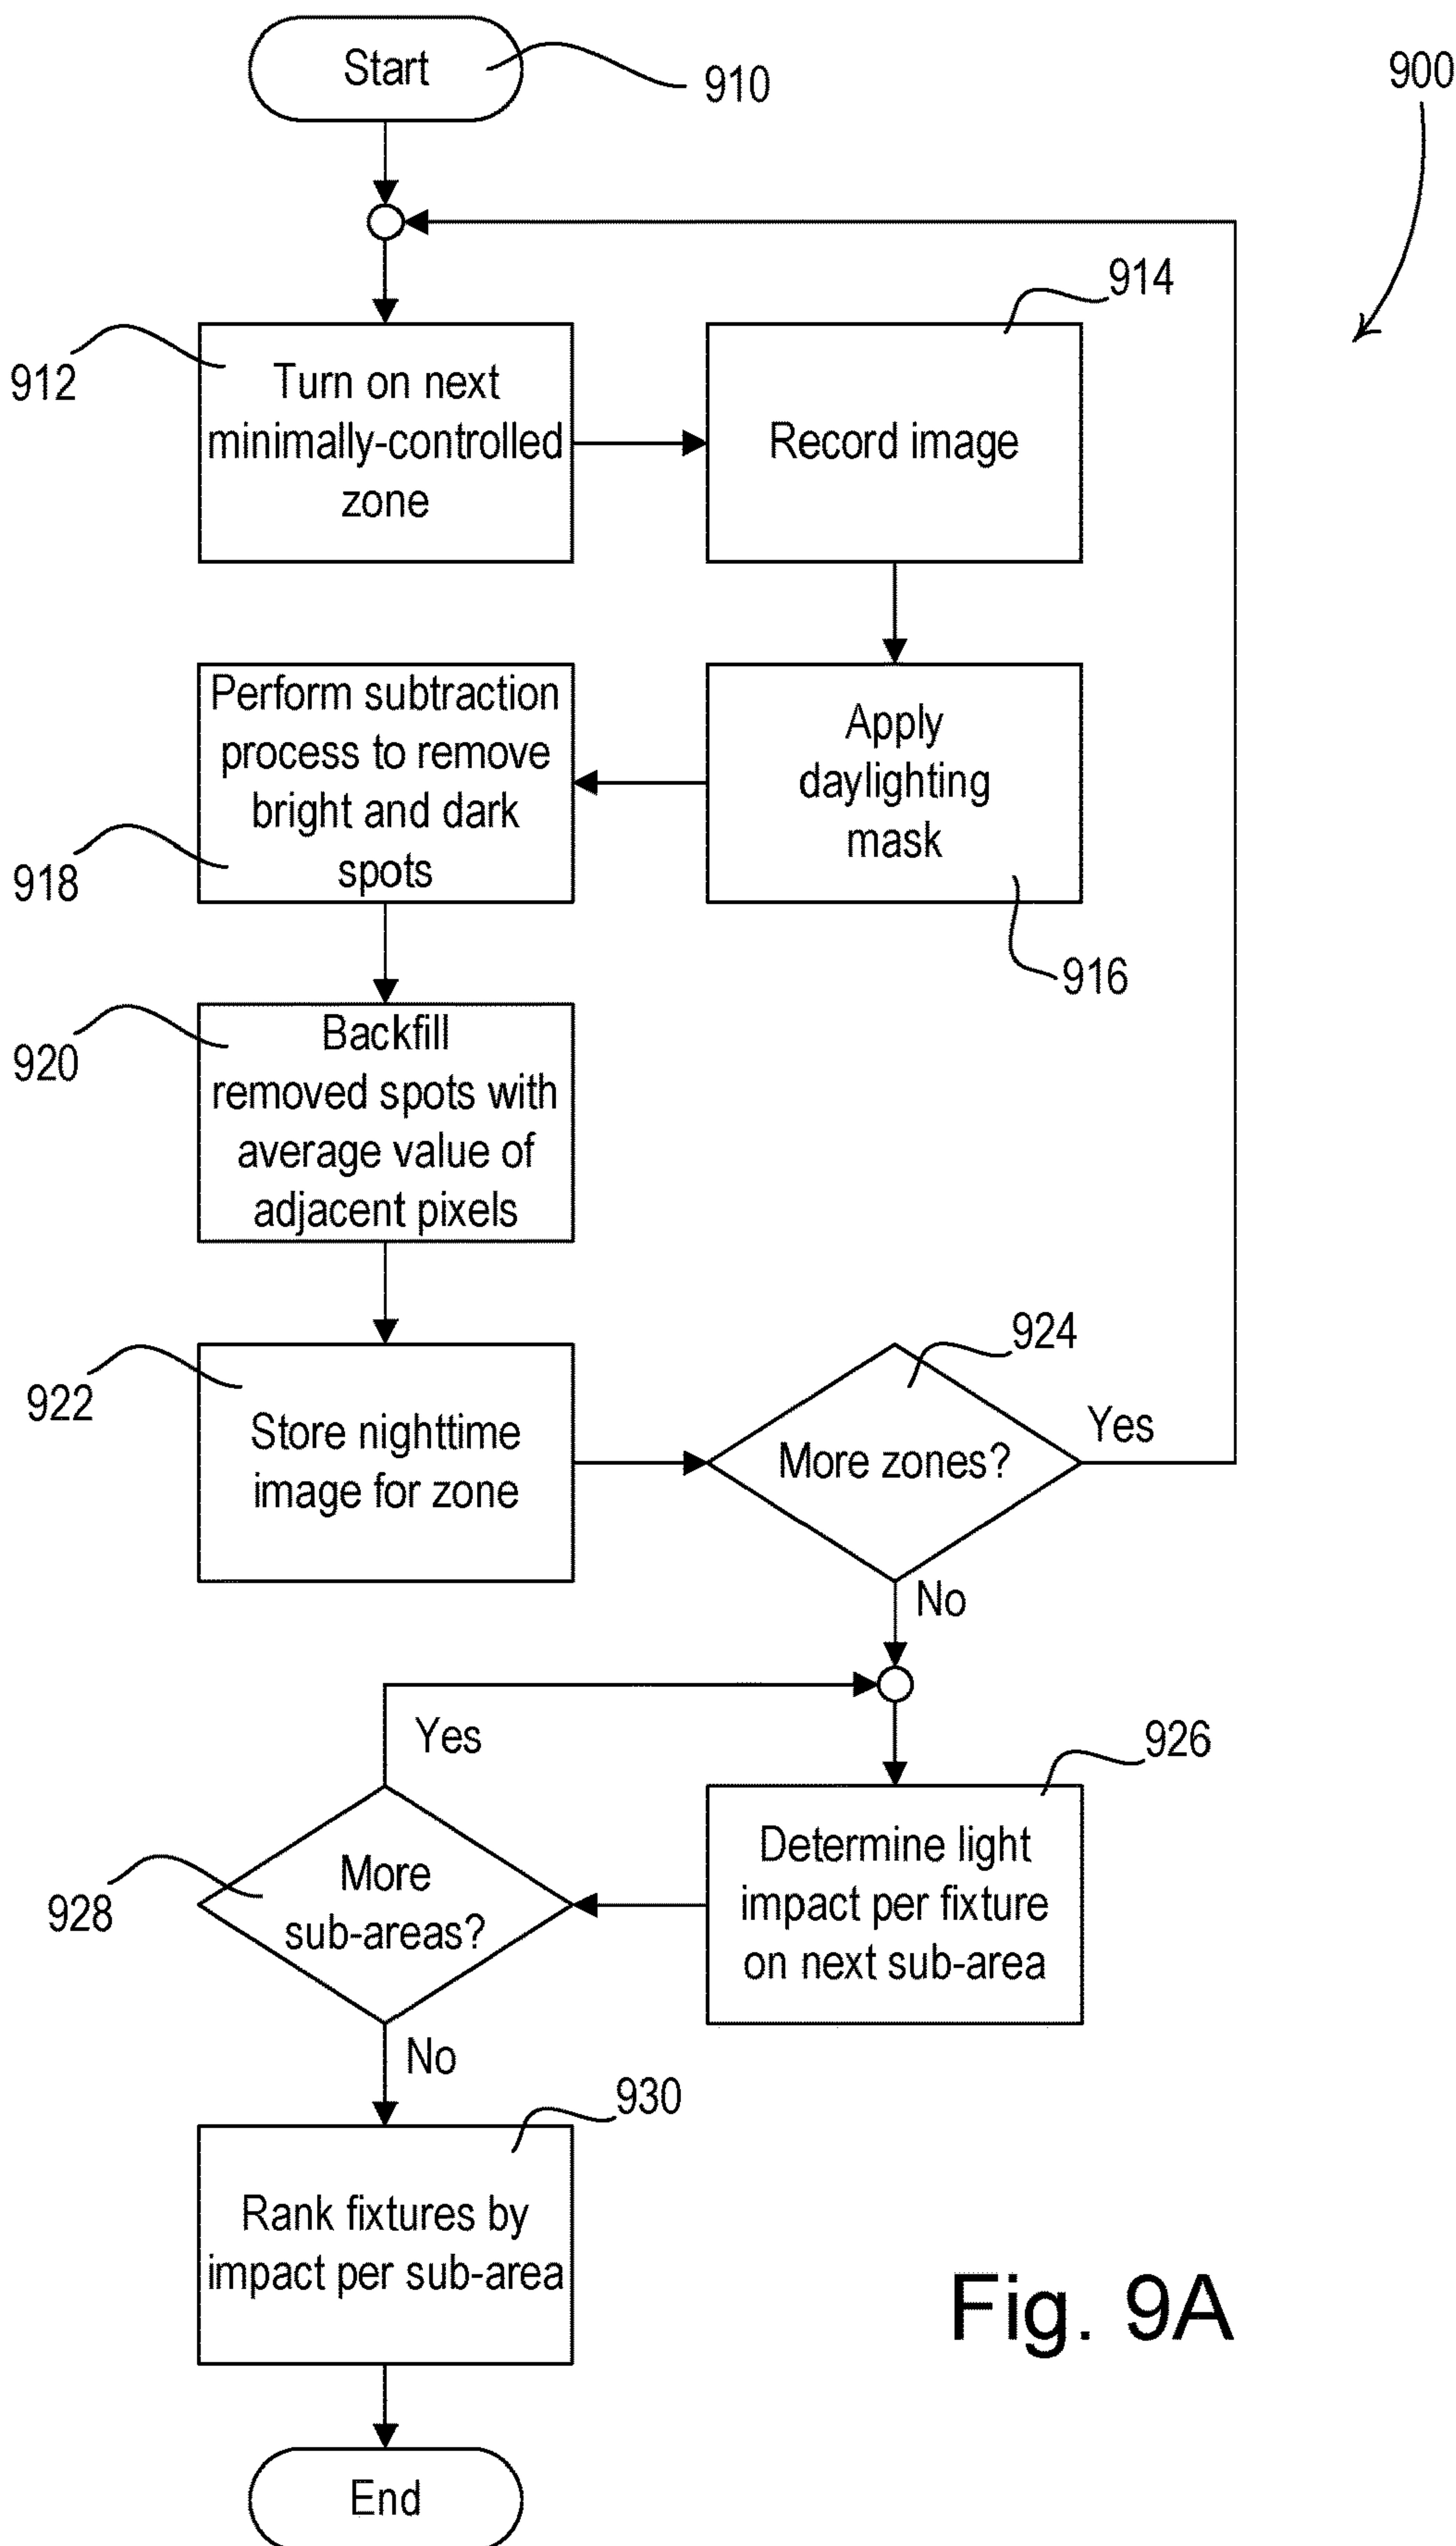 Start
910
900
912
Turn on next
minimally-controlled
zone
914
Record image
Perform subtraction
process to remove
bright and dark
spots
918
Apply
daylighting
mask
916
920
Backfill
removed spots with
average value of
adjacent pixels
922
Store nighttime
image for zone
924
More zones?
Yes
No
Yes
926
Determine light
impact per fixture
on next sub-area
928
More
sub-areas?
No
930
Rank fixtures by
impact per sub-area
Fig. 9A
End